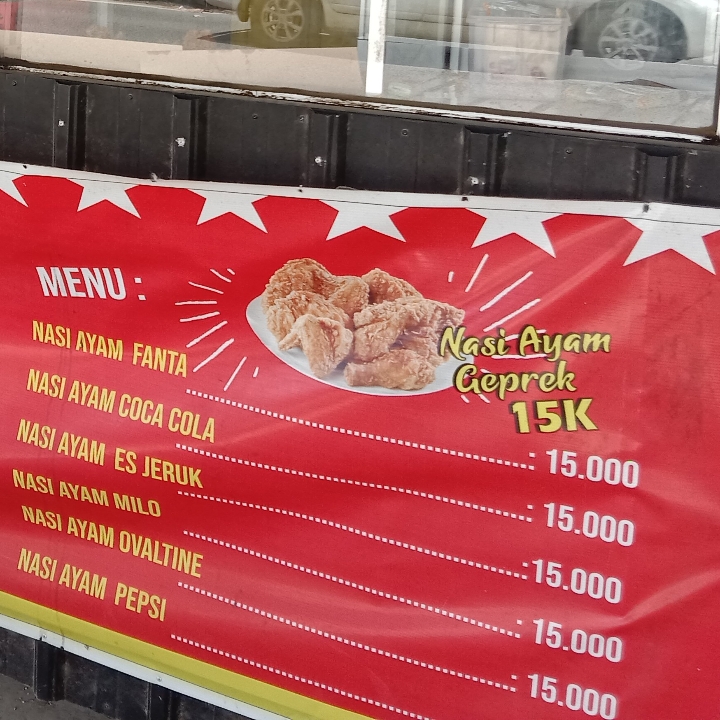 MENU :
Nasi Ayam
Geprek
15K
NASI AYAM FANTA : 15.000
NASI AYAM COCA COLA : 15.000
NASI AYAM ES JERUK : 15.000
NASI AYAM MILO : 15.000
NASI AYAM OVALTINE : 15.000
NASI AYAM PEPSI